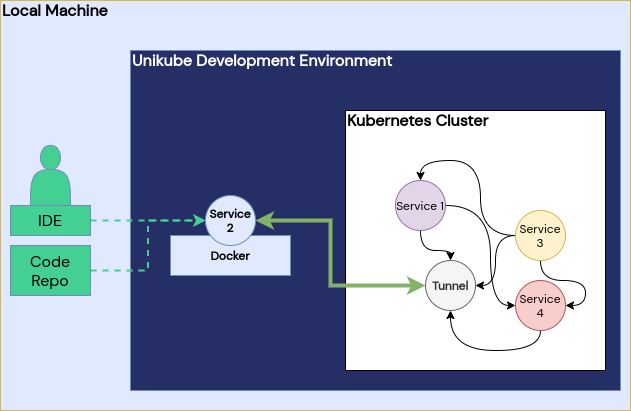 Local Machine
Unikube Development Environment
Kubernetes Cluster
Service 1
Service
2
Service
3
IDE
Docker
Code
Repo
Tunnel
Service
4